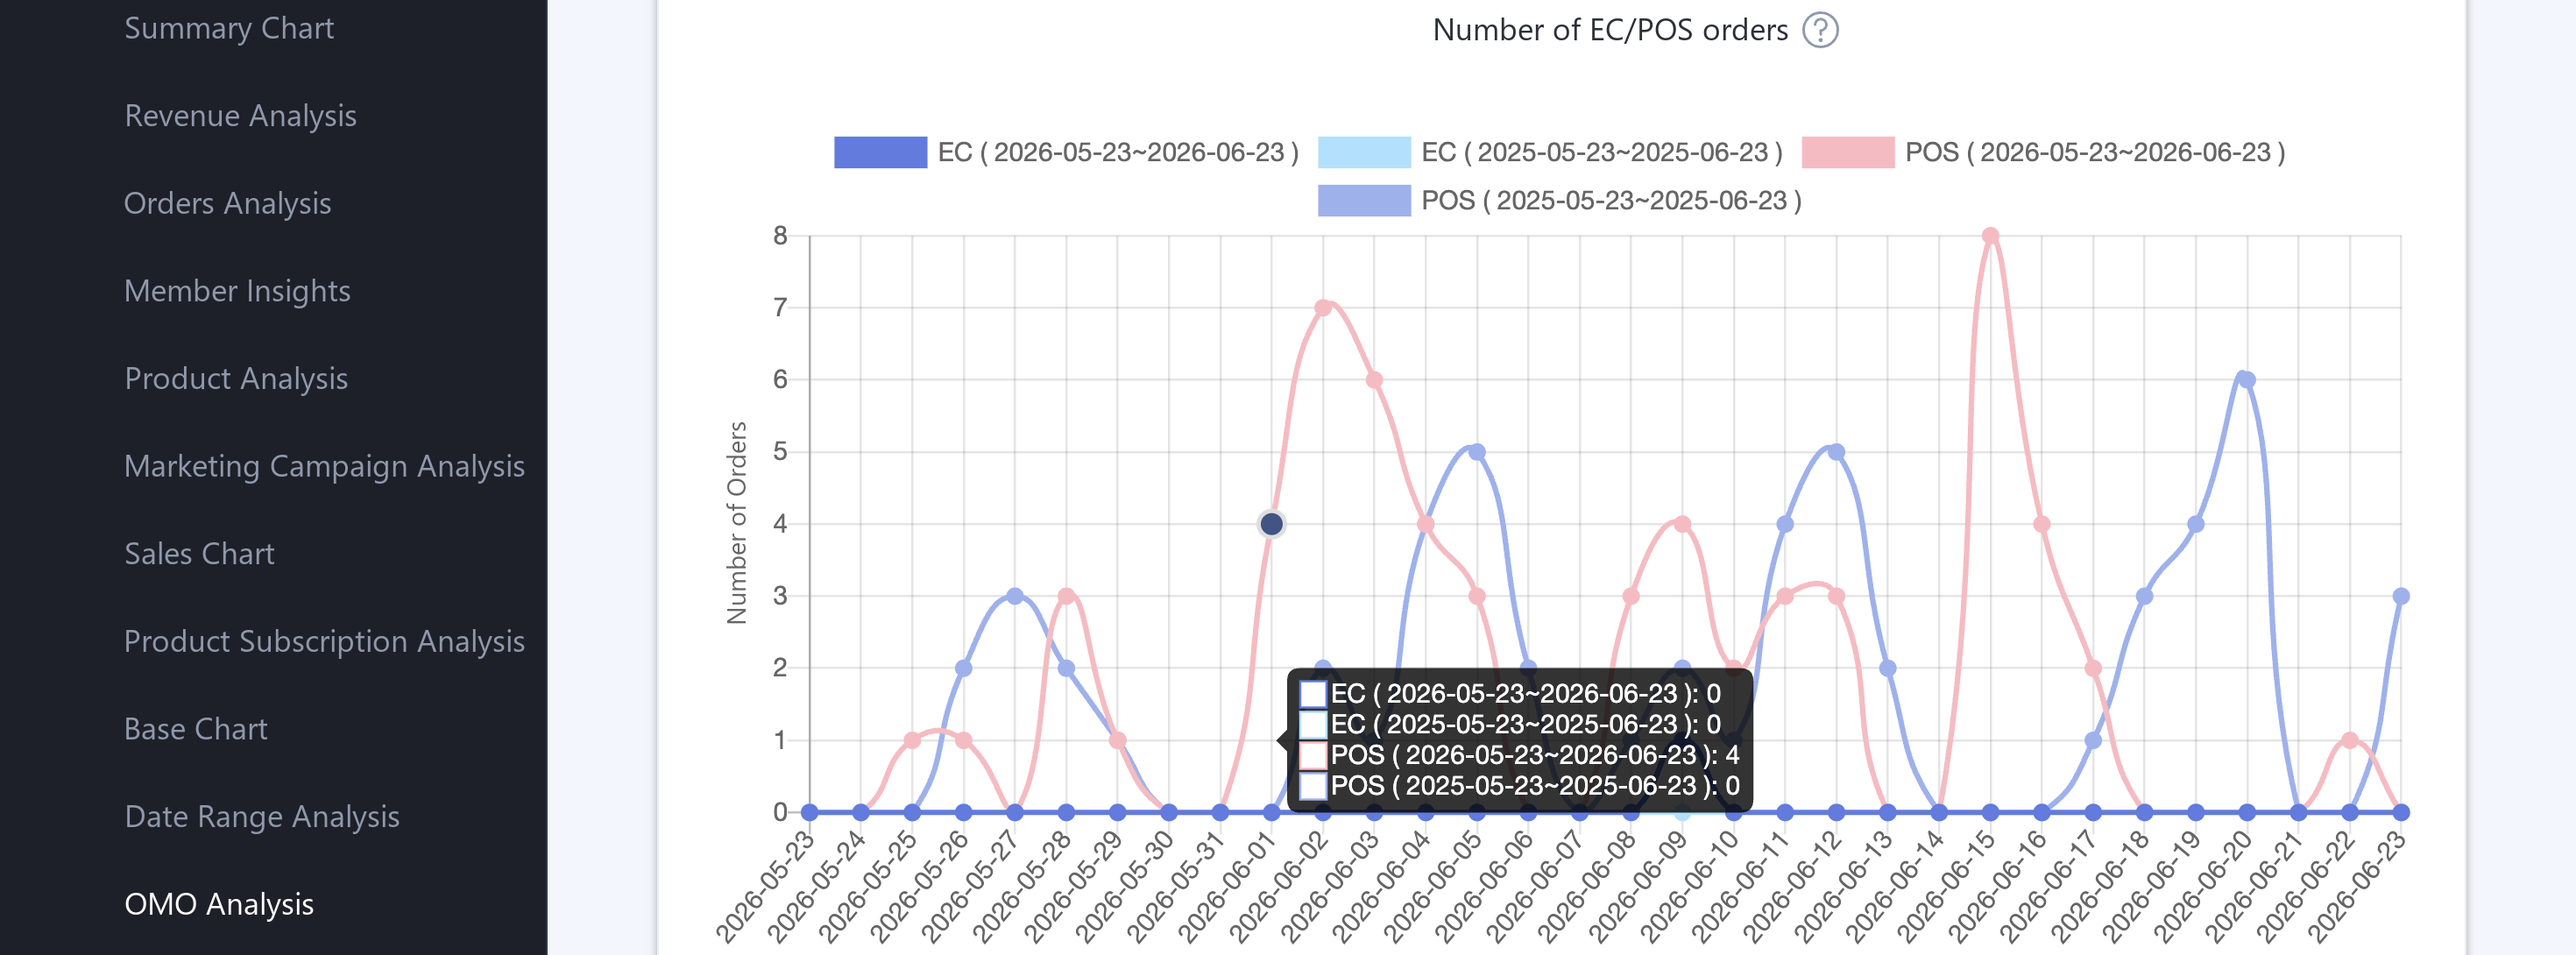 Summary Chart
Revenue Analysis
Orders Analysis
Member Insights
Product Analysis
Marketing Campaign Analysis
Sales Chart
Product Subscription Analysis
Base Chart
Date Range Analysis
OMO Analysis
Number of EC/POS orders ?
EC ( 2026-05-23~2026-06-23 )
EC ( 2025-05-23~2025-06-23 )
POS ( 2026-05-23~2026-06-23 )
POS ( 2025-05-23~2025-06-23 )
Number of Orders
8
7
6
5
4
3
2
1
0
EC ( 2026-05-23~2026-06-23 ): 0
EC ( 2025-05-23~2025-06-23 ): 0
POS ( 2026-05-23~2026-06-23 ): 4
POS ( 2025-05-23~2025-06-23 ): 0
2026-05-23
2026-05-24
2026-05-25
2026-05-26
2026-05-27
2026-05-28
2026-05-29
2026-05-30
2026-05-31
2026-06-01
2026-06-02
2026-06-03
2026-06-04
2026-06-05
2026-06-06
2026-06-07
2026-06-08
2026-06-09
2026-06-10
2026-06-11
2026-06-12
2026-06-13
2026-06-14
2026-06-15
2026-06-16
2026-06-17
2026-06-18
2026-06-19
2026-06-20
2026-06-21
2026-06-22
2026-06-23